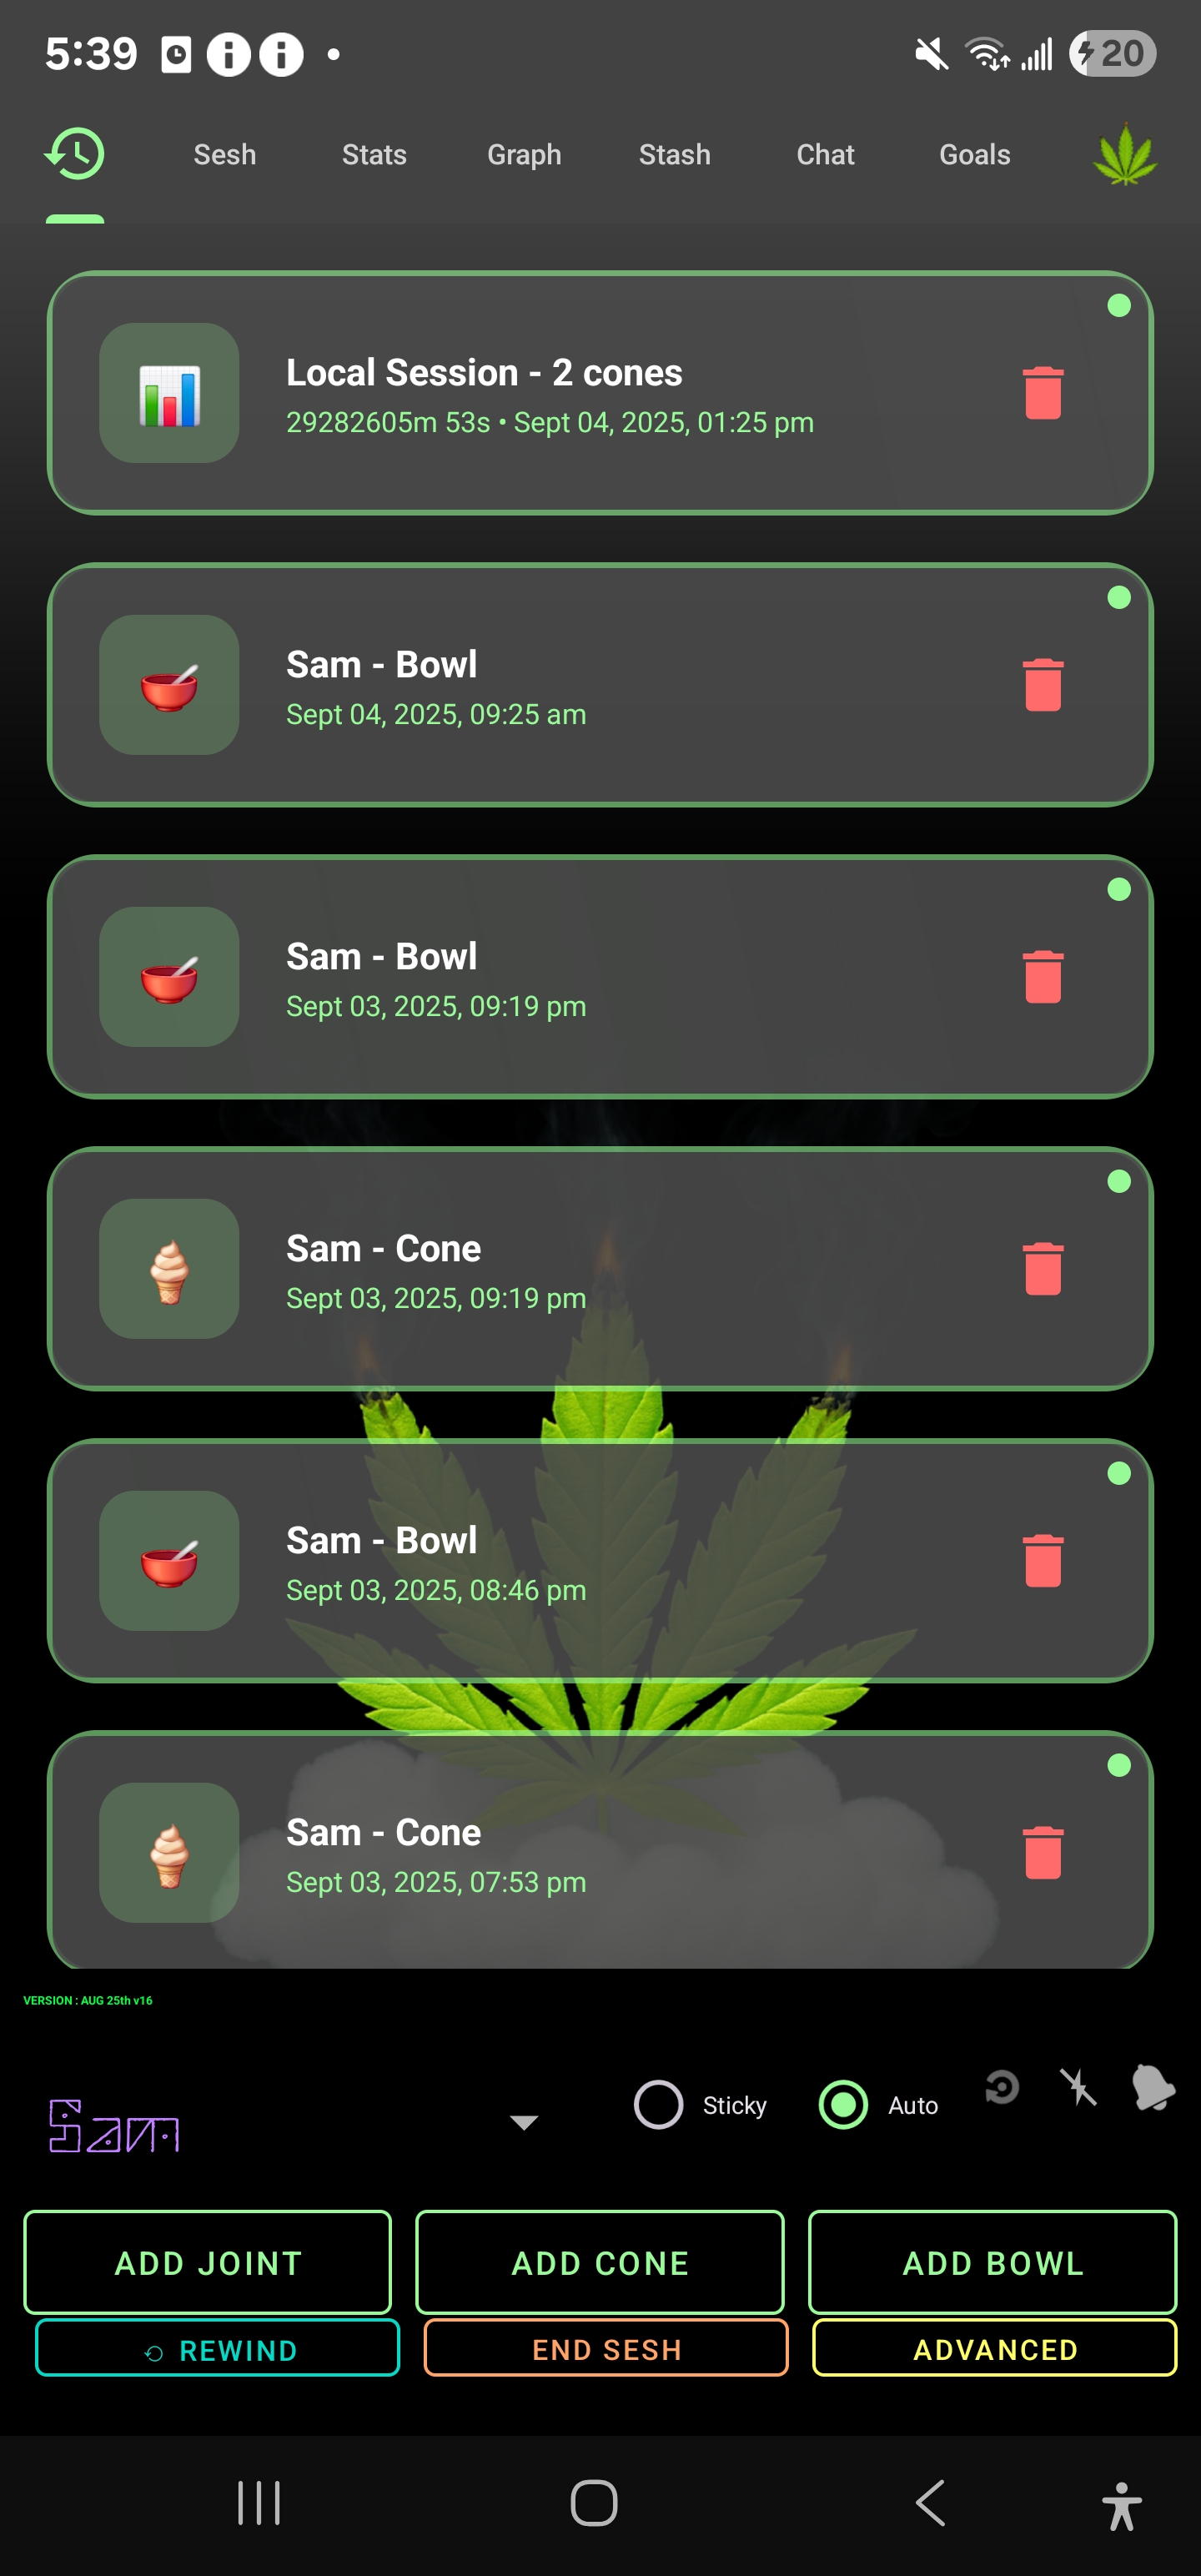 5:39
20
Sesh Stats Graph Stash Chat Goals
Local Session - 2 cones
29282605m 53s • Sept 04, 2025, 01:25 pm
Sam - Bowl
Sept 04, 2025, 09:25 am
Sam - Bowl
Sept 03, 2025, 09:19 pm
Sam - Cone
Sept 03, 2025, 09:19 pm
Sam - Bowl
Sept 03, 2025, 08:46 pm
Sam - Cone
Sept 03, 2025, 07:53 pm
VERSION : AUG 25th v16
Sam Sticky Auto
ADD JOINT ADD CONE ADD BOWL
REWIND END SESH ADVANCED